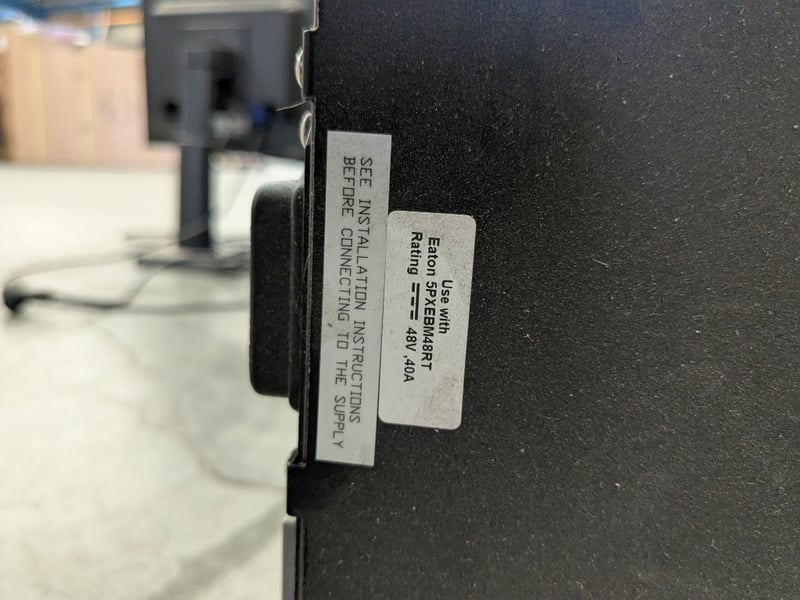 SEE INSTALLATION INSTRUCTIONS
BEFORE CONNECTING TO THE SUPPLY
Use with
Eaton 5PXEBM48RT
Rating 48V ,40A